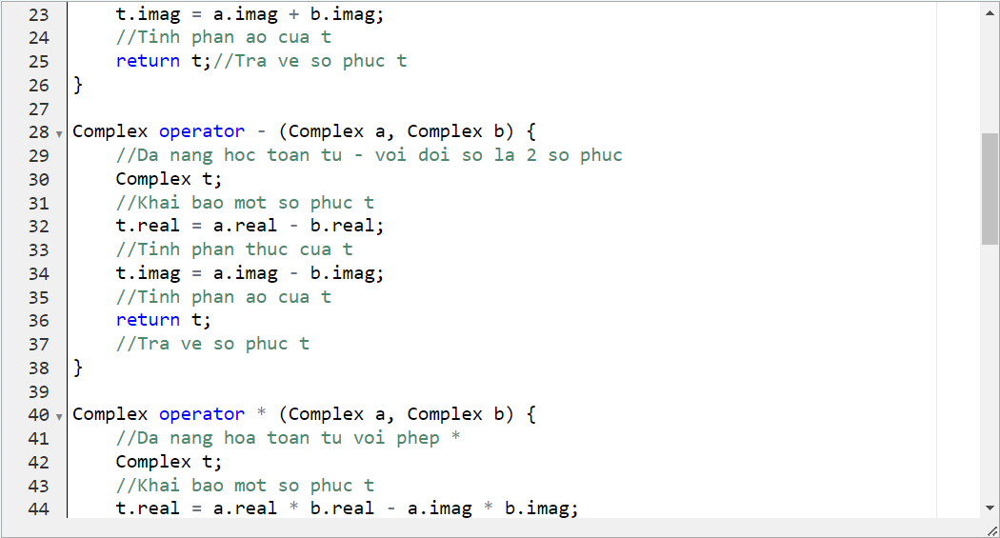 23 t.imag = a.imag + b.imag;
24 //Tinh phan ao cua t
25 return t;//Tra ve so phuc t
26 }
27
28 Complex operator - (Complex a, Complex b) {
29 //Da nang hoc toan tu - voi doi so la 2 so phuc
30 Complex t;
31 //Khai bao mot so phuc t
32 t.real = a.real - b.real;
33 //Tinh phan thuc cua t
34 t.imag = a.imag - b.imag;
35 //Tinh phan ao cua t
36 return t;
37 //Tra ve so phuc t
38 }
39
40 Complex operator * (Complex a, Complex b) {
41 //Da nang hoa toan tu voi phep *
42 Complex t;
43 //Khai bao mot so phuc t
44 t.real = a.real * b.real - a.imag * b.imag;